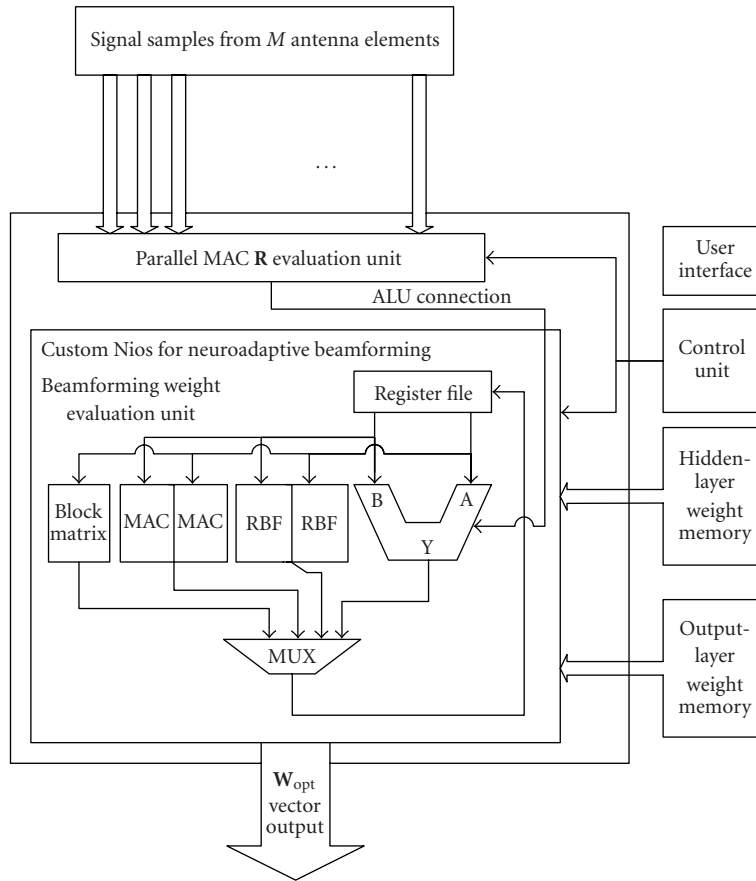 Signal samples from M antenna elements
...
Parallel MAC R evaluation unit
ALU connection
User
interface
Control
unit
Custom Nios for neuroadaptive beamforming
Beamforming weight
evaluation unit
Register file
Hidden-
layer
weight
memory
Block
matrix
MAC
MAC
RBF
RBF
B
A
Y
MUX
Output-
layer
weight
memory
Wopt
vector
output